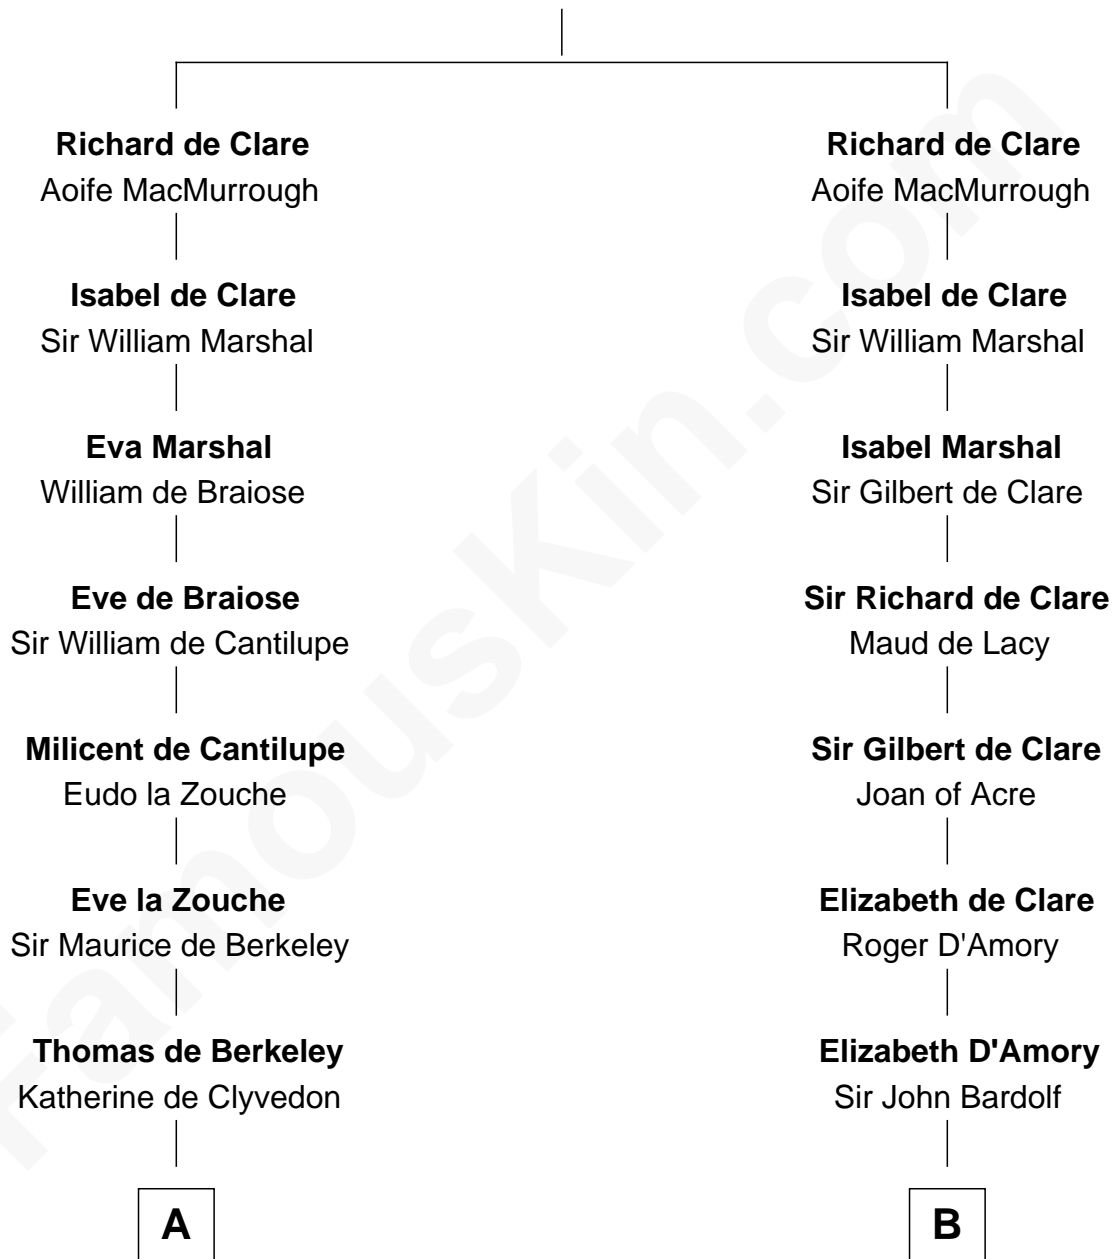 Richard de Clare
Aoife MacMurrough
Isabel de Clare
Sir William Marshal
Eva Marshal
William de Braiose
Eve de Braiose
Sir William de Cantilupe
Milicent de Cantilupe
Eudo la Zouche
Eve la Zouche
Sir Maurice de Berkeley
Thomas de Berkeley
Katherine de Clyvedon
A
Richard de Clare
Aoife MacMurrough
Isabel de Clare
Sir William Marshal
Isabel Marshal
Sir Gilbert de Clare
Sir Richard de Clare
Maud de Lacy
Sir Gilbert de Clare
Joan of Acre
Elizabeth de Clare
Roger D'Amory
Elizabeth D'Amory
Sir John Bardolf
B
FamousKin.com